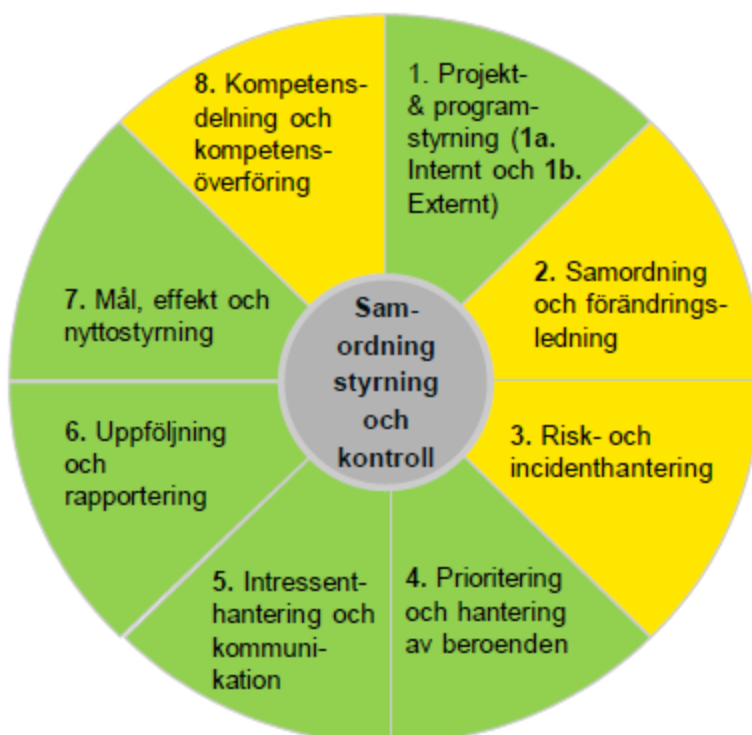 1. Projekt-
& program-
styrning (1a.
Internt och 1b.
Externt)
2. Samordning
och förändrings-
ledning
3. Risk- och
incidenthantering
4. Prioritering
och hantering
av beroenden
5. Intressent-
hantering och
kommuni-
kation
6. Uppföljning
och
rapportering
7. Mål, effekt och
nyttostyrning
8. Kompetens-
delning och
kompetens-
överföring
Sam-
ordning
styrning
och
kontroll